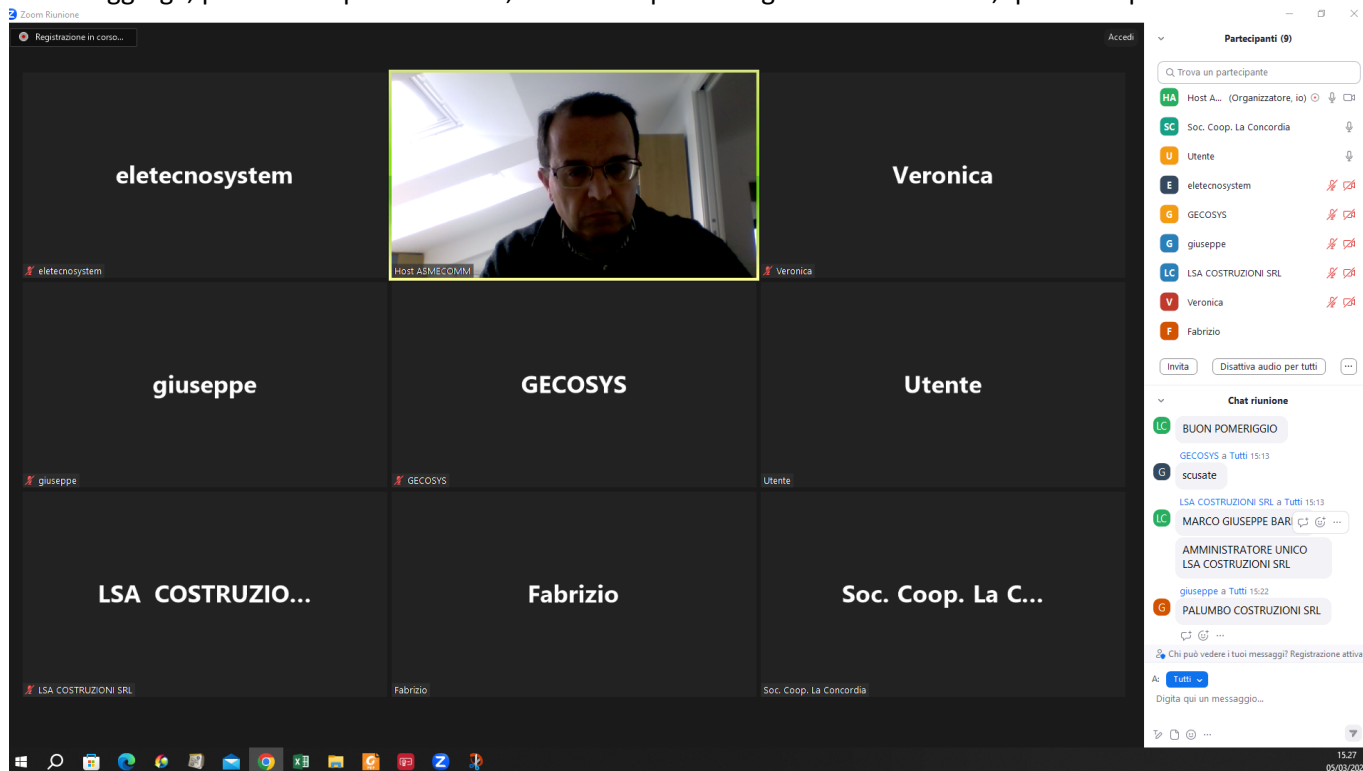 Zoom Riunione
Registrazione in corso...
Accedi
eletecnosystem
eletecnosystem
Host ASMECOMM
Veronica
Veronica
giuseppe
giuseppe
GECOSYS
GECOSYS
Utente
Utente
LSA COSTRUZIO...
LSA COSTRUZIONI SRL
Fabrizio
Fabrizio
Soc. Coop. La C...
Soc. Coop. La Concordia
Partecipanti (9)
Trova un partecipante
HA Host A... (Organizzatore, io)
SC Soc. Coop. La Concordia
U Utente
E eletecnosystem
G GECOSYS
G giuseppe
LC LSA COSTRUZIONI SRL
V Veronica
F Fabrizio
Invita Disattiva audio per tutti
Chat riunione
LC BUON POMERIGGIO
GECOSYS a Tutti 15:13
G scusate
LSA COSTRUZIONI SRL a Tutti 15:13
LC MARCO GIUSEPPE
AMMINISTRATORE UNICO
LSA COSTRUZIONI SRL
giuseppe a Tutti 15:22
G PALUMBO COSTRUZIONI SRL
Chi può vedere i tuoi messaggi? Registrazione attiva
A: Tutti
Digita qui un messaggio...
15.27
05/03/202